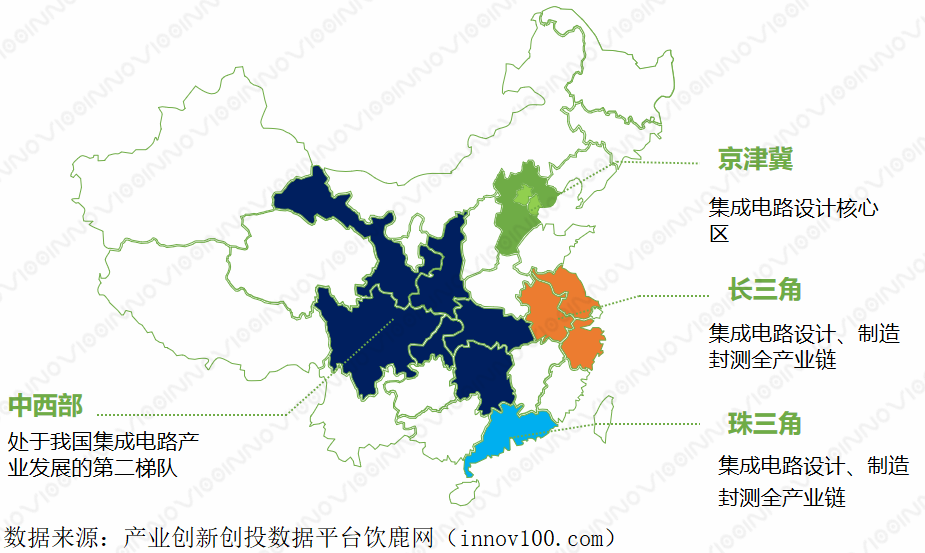 京津冀
集成电路设计核心
区
长三角
集成电路设计、制造
封测全产业链
中西部
处于我国集成电路产
业发展的第二梯队
珠三角
集成电路设计、制造
封测全产业链
数据来源：产业创新创投数据平台饮鹿网（innov100.com）
INNOV100